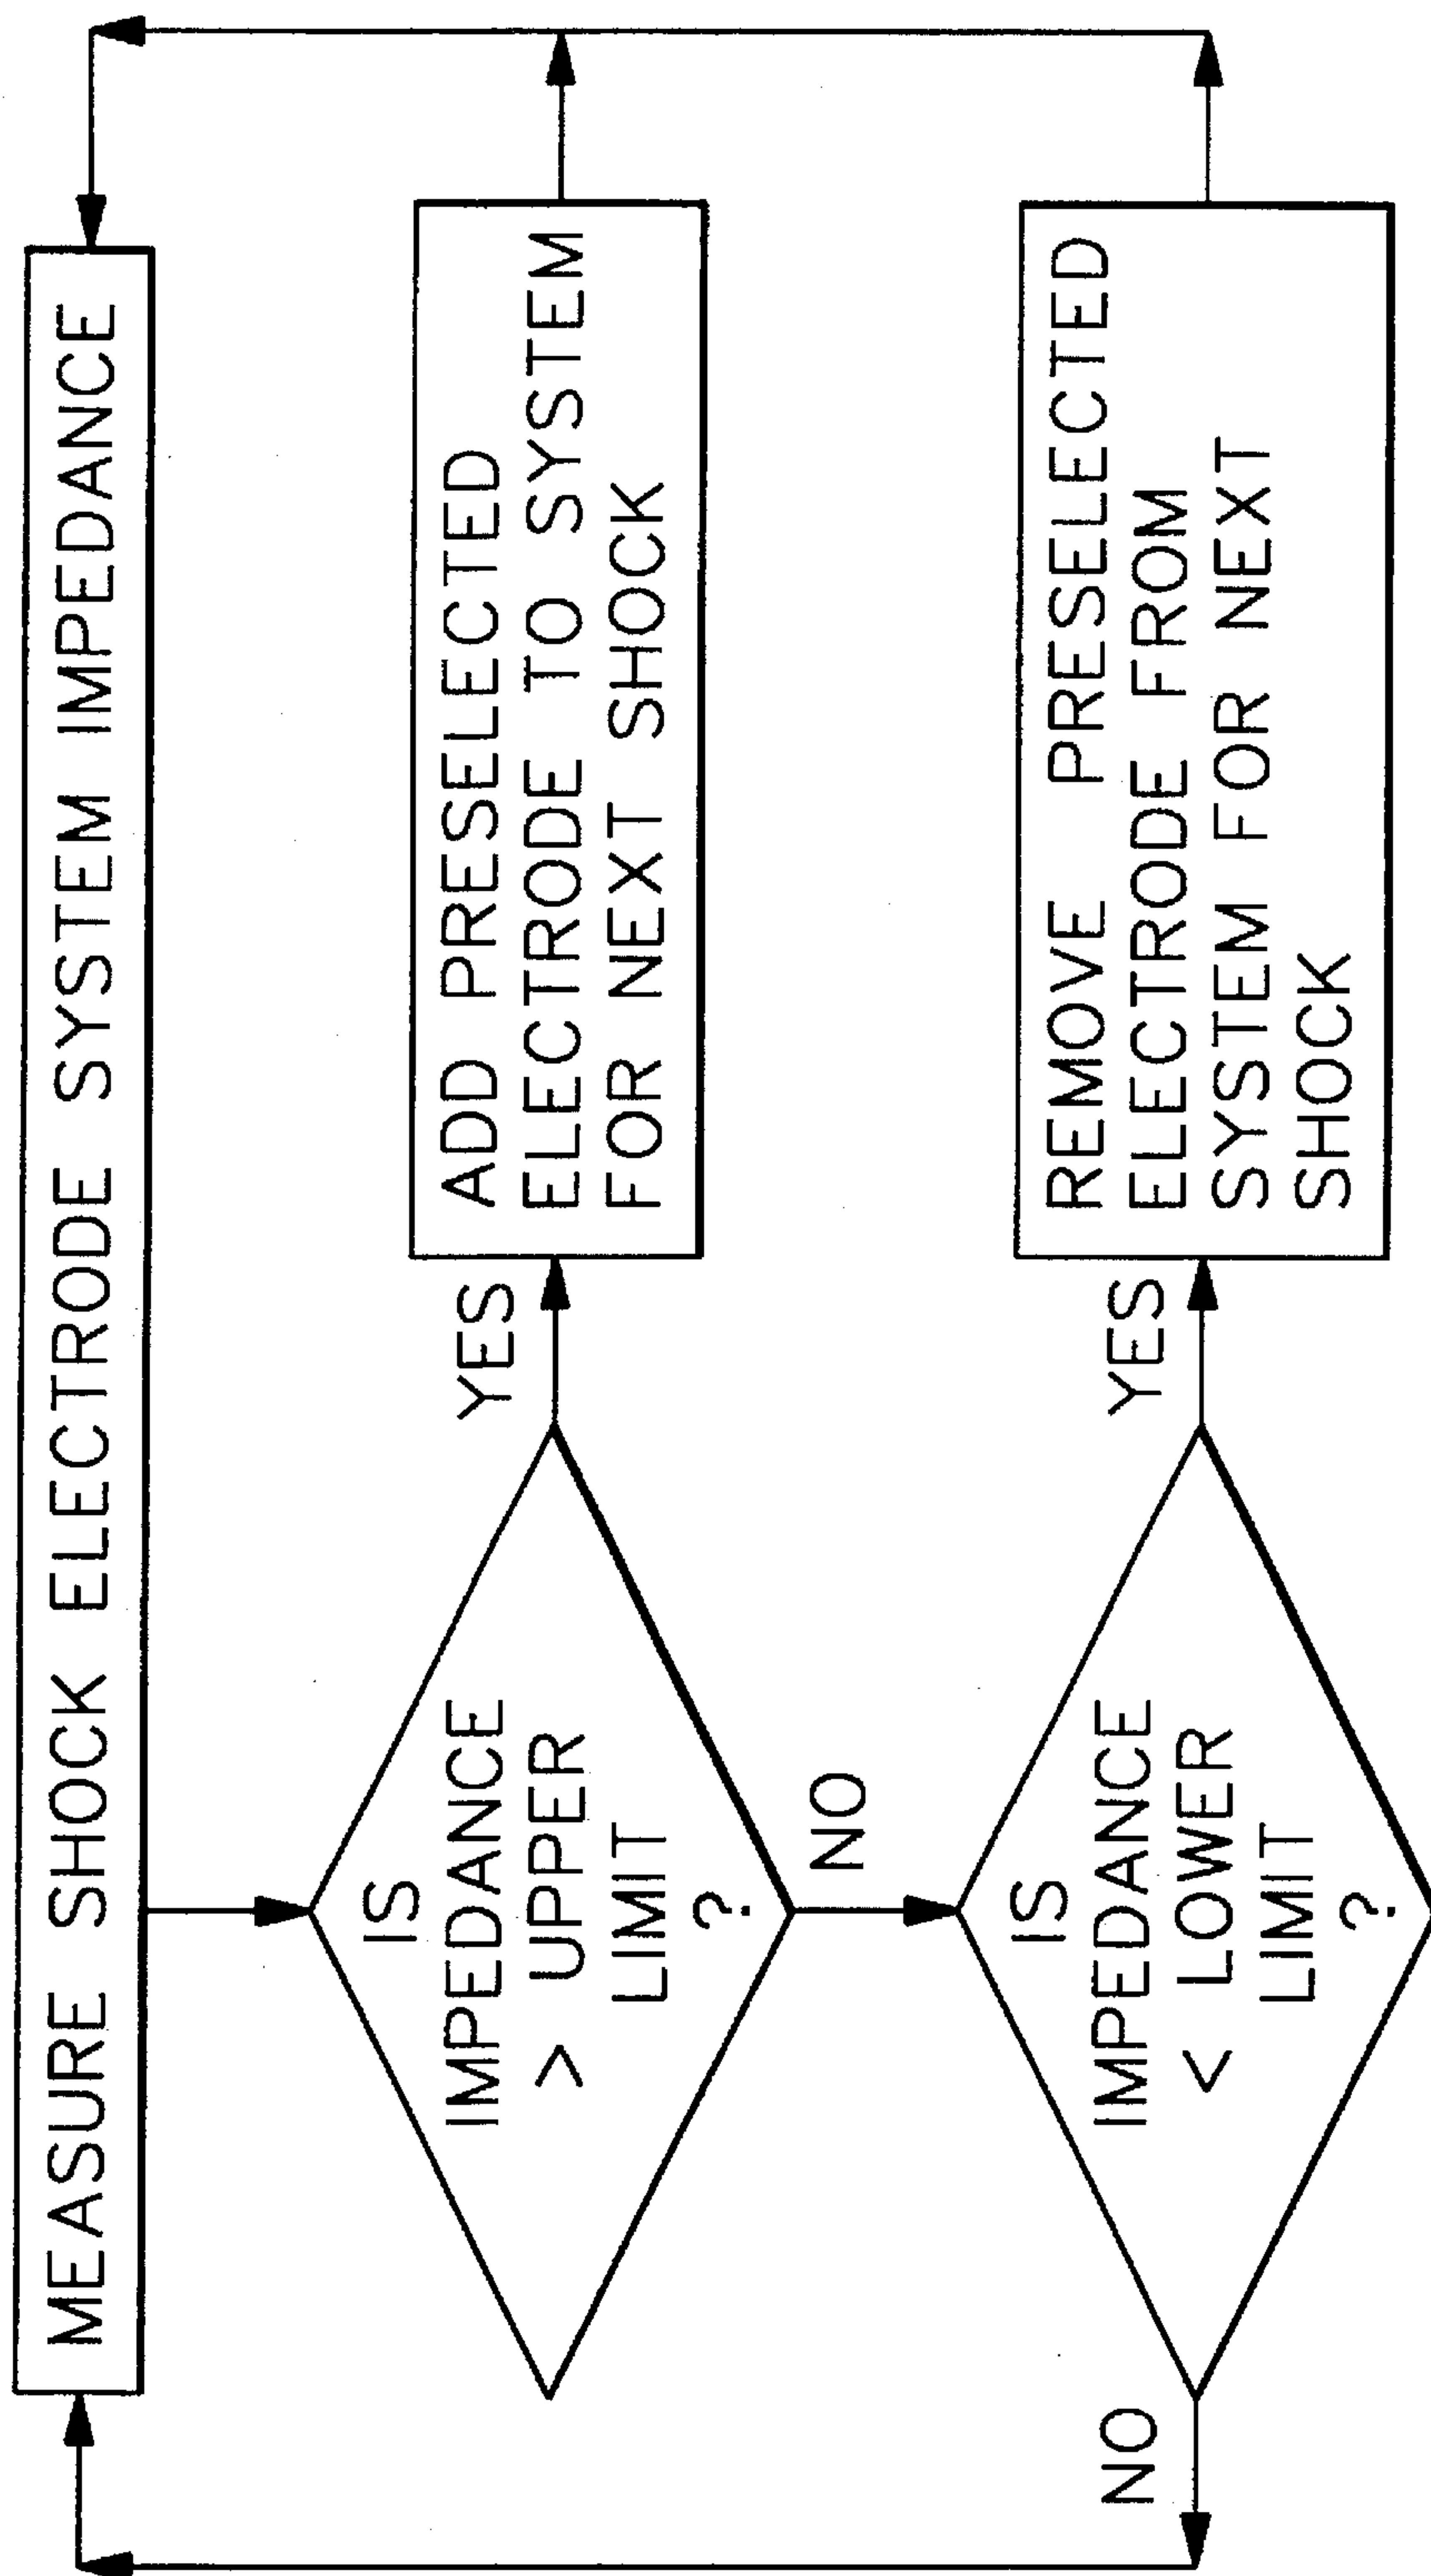 MEASURE SHOCK ELECTRODE SYSTEM IMPEDANCE
IS
IMPEDANCE
> UPPER
LIMIT
?
YES
ADD PRESELECTED
ELECTRODE TO SYSTEM
FOR NEXT SHOCK
NO
IS
IMPEDANCE
< LOWER
LIMIT
?
YES
REMOVE PRESELECTED
ELECTRODE FROM
SYSTEM FOR NEXT
SHOCK
NO